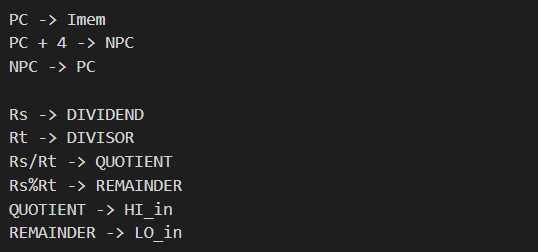 PC -> Imem
PC + 4 -> NPC
NPC -> PC
Rs -> DIVIDEND
Rt -> DIVISOR
Rs/Rt -> QUOTIENT
Rs%Rt -> REMAINDER
QUOTIENT -> HI_in
REMAINDER -> LO_in